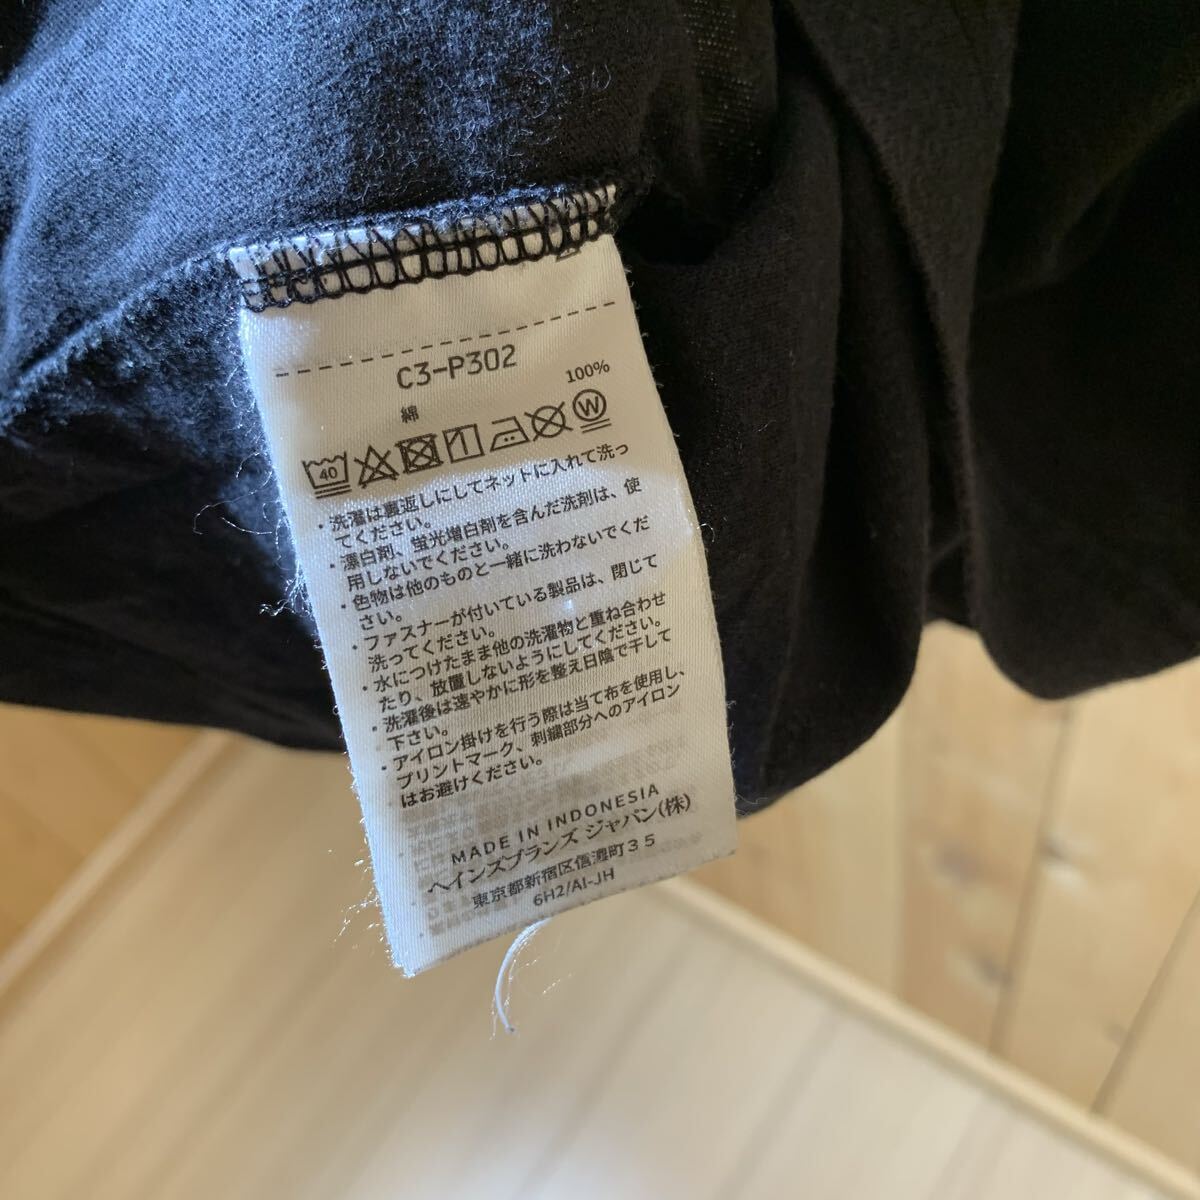 C3-P302
綿 100%
40
W
・洗濯は裏返しにしてネットに入れて洗っ
てください。
・漂白剤、蛍光増白剤を含んだ洗剤は、使
用しないでください。
・色物は他のものと一緒に洗わないでくだ
さい。
・ファスナーが付いている製品は、閉じて
洗ってください。
・水につけたまま他の洗濯物と重ね合わせ
たり、放置しないようにしてください。
・洗濯後は速やかに形を整え日陰で干して
下さい。
・アイロン掛けを行う際は当て布を使用し、
プリントマーク、刺繍部分へのアイロン
はお避けください。
MADE IN INDONESIA
ヘインズブランズ ジャパン(株)
東京都新宿区信濃町35
6H2/AI-JH